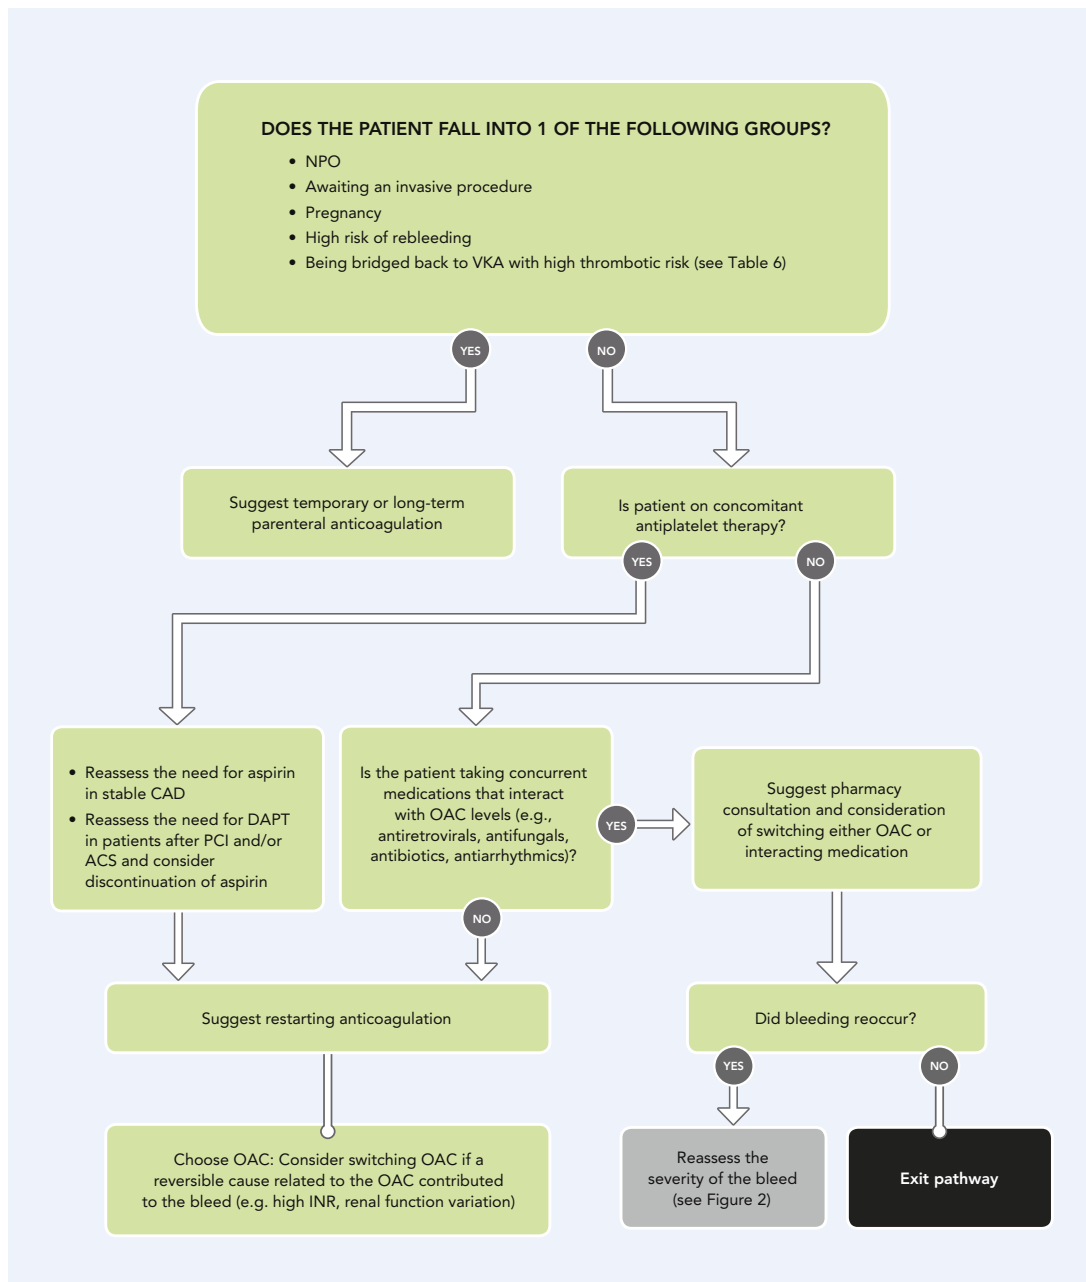 DOES THE PATIENT FALL INTO 1 OF THE FOLLOWING GROUPS?
• NPO
• Awaiting an invasive procedure
• Pregnancy
• High risk of rebleeding
• Being bridged back to VKA with high thrombotic risk (see Table 6)
YES
NO
Suggest temporary or long-term
parenteral anticoagulation
Is patient on concomitant
antiplatelet therapy?
YES
NO
• Reassess the need for aspirin
in stable CAD
• Reassess the need for DAPT
in patients after PCI and/or
ACS and consider
discontinuation of aspirin
Is the patient taking concurrent
medications that interact
with OAC levels (e.g.,
antiretrovirals, antifungals,
antibiotics, antiarrhythmics)?
YES
Suggest pharmacy
consultation and consideration
of switching either OAC or
interacting medication
NO
Suggest restarting anticoagulation
Did bleeding reoccur?
YES
NO
Choose OAC: Consider switching OAC if a
reversible cause related to the OAC contributed
to the bleed (e.g. high INR, renal function variation)
Reassess the
severity of the bleed
(see Figure 2)
Exit pathway